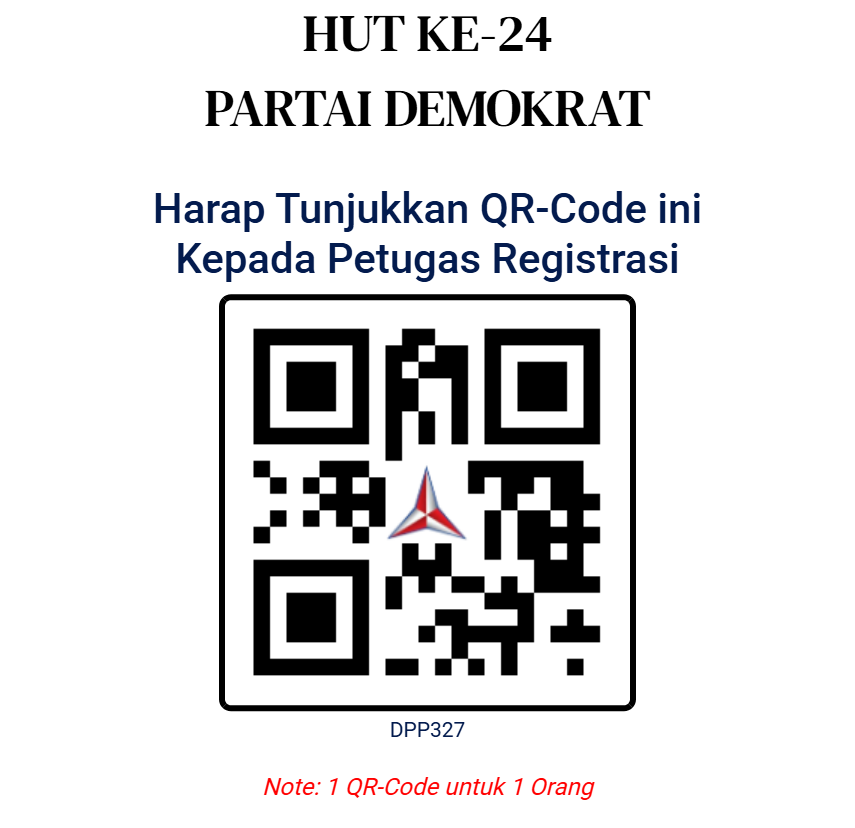 HUT KE-24
PARTAI DEMOKRAT
Harap Tunjukkan QR-Code ini
Kepada Petugas Registrasi
DPP327
Note: 1 QR-Code untuk 1 Orang